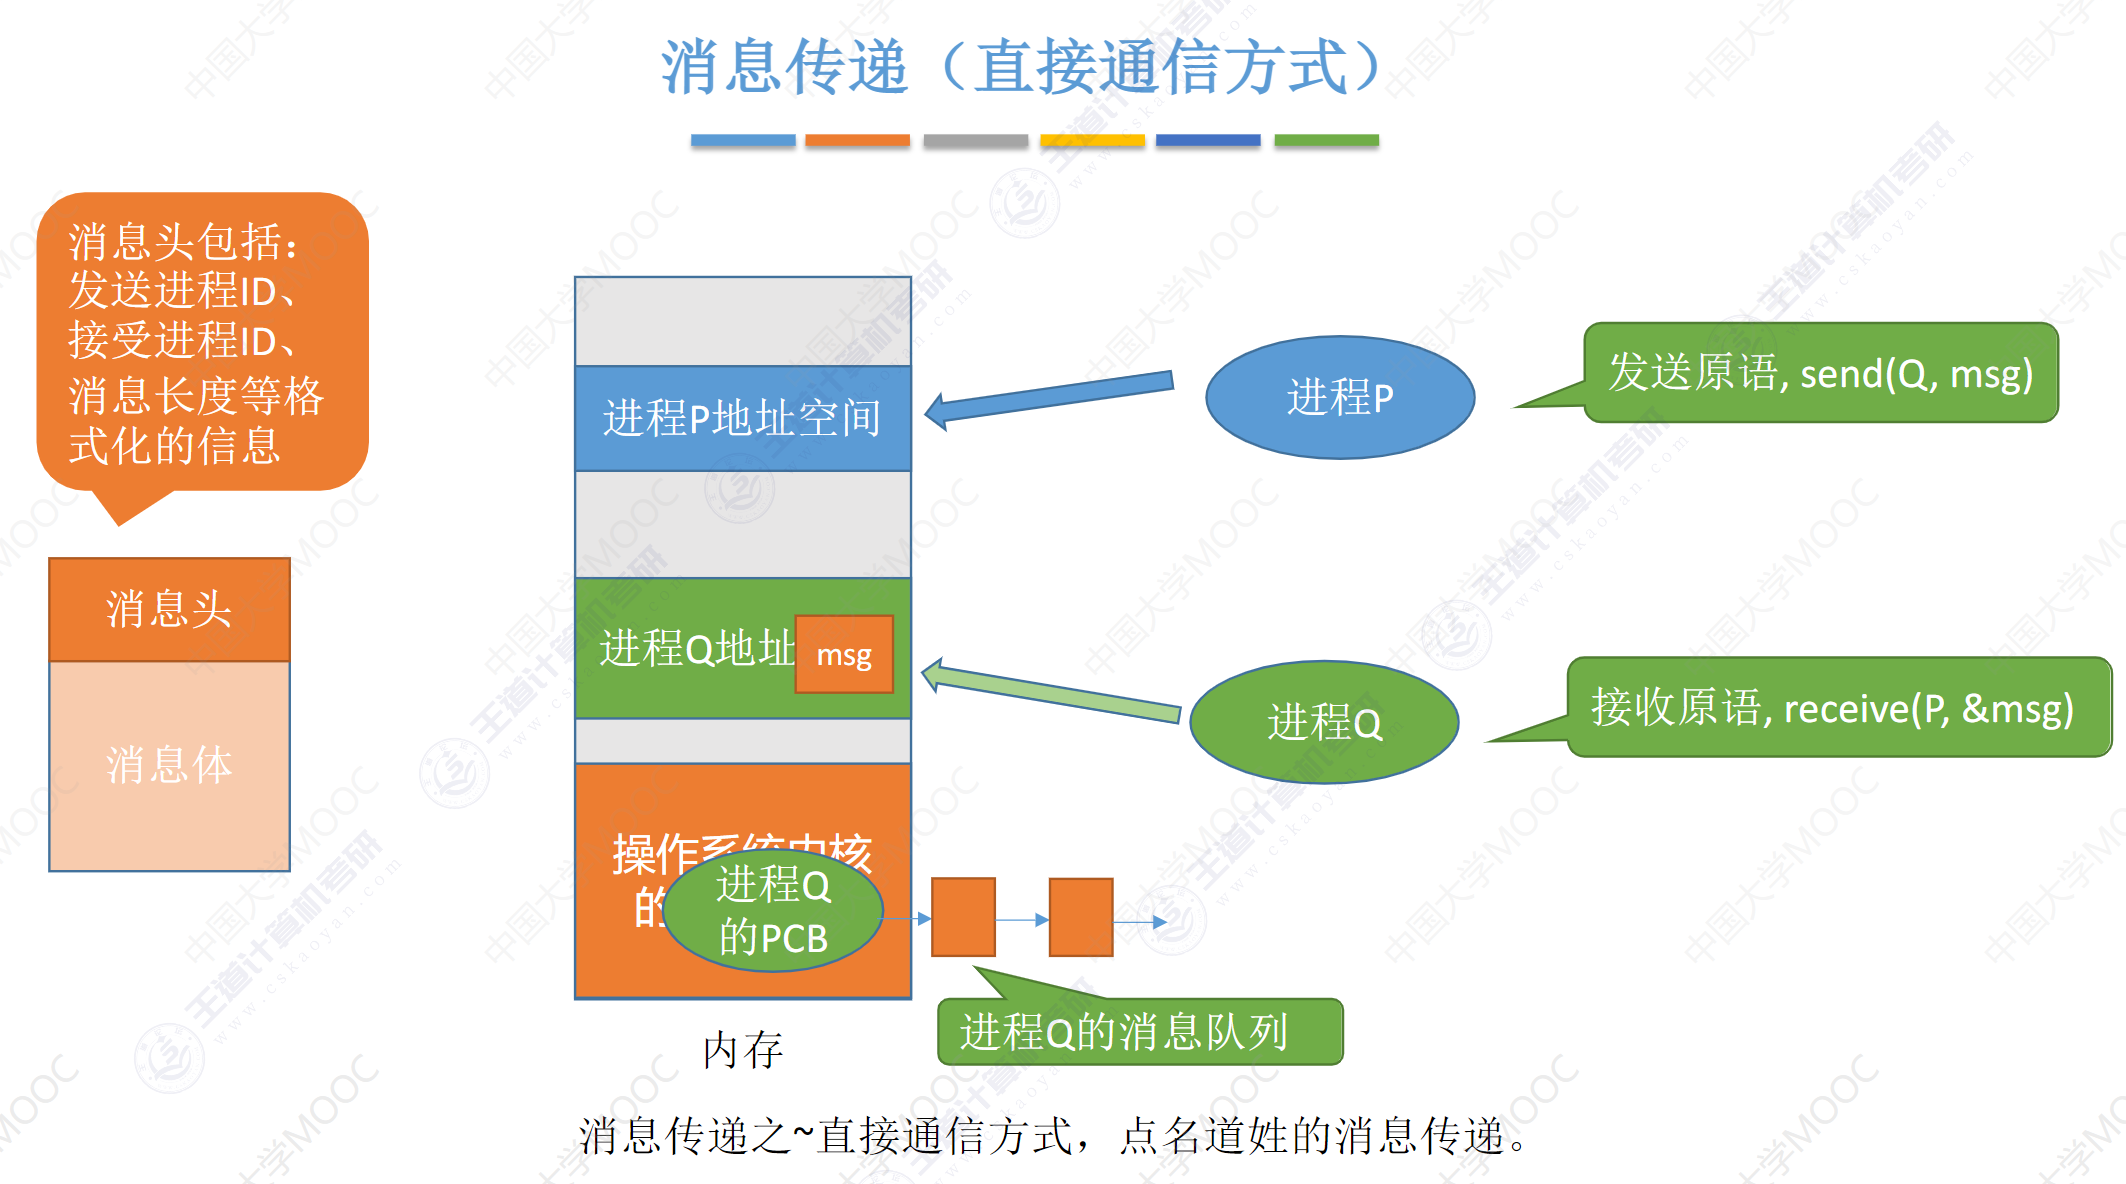 消息传递（直接通信方式）
消息头包括：
发送进程ID、
接受进程ID、
消息长度等格
式化的信息
消息头
消息体
进程P地址空间
进程Q地址
msg
操作系统内核
的
进程Q
的PCB
内存
进程P
发送原语, send(Q, msg)
进程Q
接收原语, receive(P, &msg)
进程Q的消息队列
消息传递之~直接通信方式，点名道姓的消息传递。
中国大学MOOC
王道计算机考研
www.cskaoyan.com